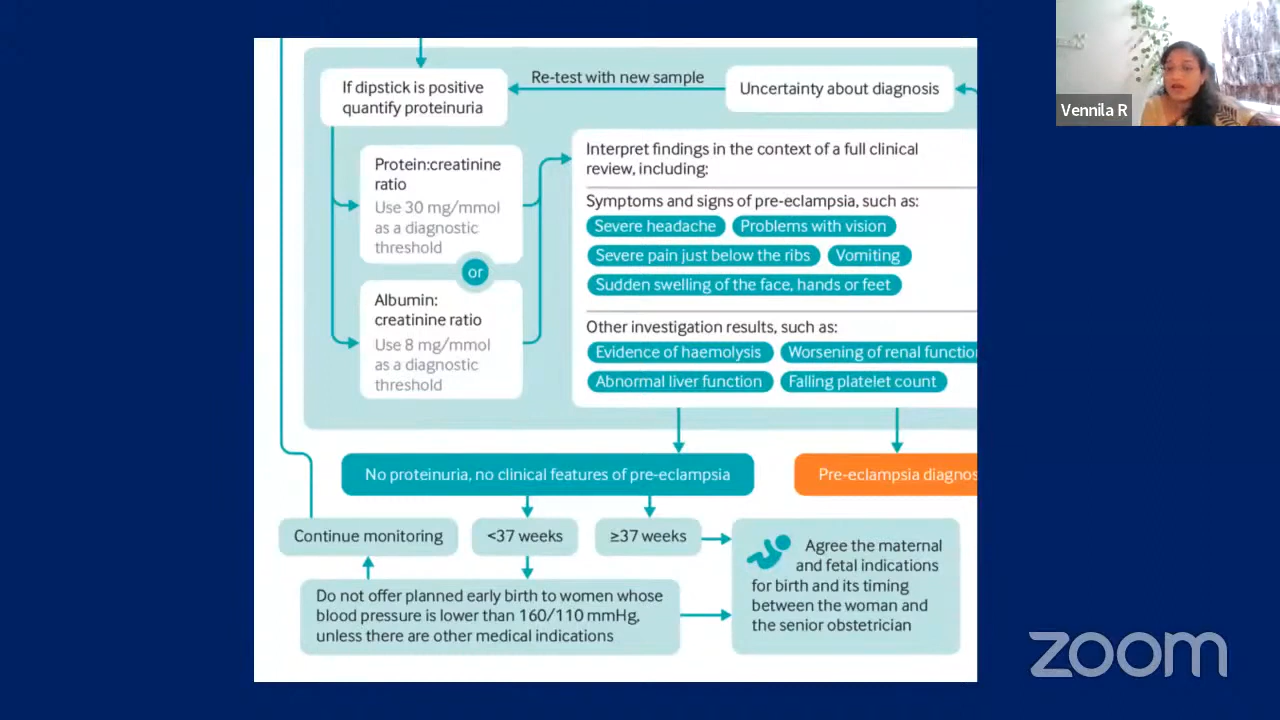 If dipstick is positive
quantify proteinuria
Re-test with new sample
Uncertainty about diagnosis
Protein:creatinine
ratio
Use 30 mg/mmol
as a diagnostic
threshold
or
Albumin:
creatinine ratio
Use 8 mg/mmol
as a diagnostic
threshold
Interpret findings in the context of a full clinical
review, including:
Symptoms and signs of pre-eclampsia, such as:
Severe headache
Problems with vision
Severe pain just below the ribs
Vomiting
Sudden swelling of the face, hands or feet
Other investigation results, such as:
Evidence of haemolysis
Worsening of renal functio
Abnormal liver function
Falling platelet count
No proteinuria, no clinical features of pre-eclampsia
Pre-eclampsia diagnos
Continue monitoring
<37 weeks
≥37 weeks
Do not offer planned early birth to women whose
blood pressure is lower than 160/110 mmHg,
unless there are other medical indications
Agree the maternal
and fetal indications
for birth and its timing
between the woman and
the senior obstetrician
Vennila R
zoom